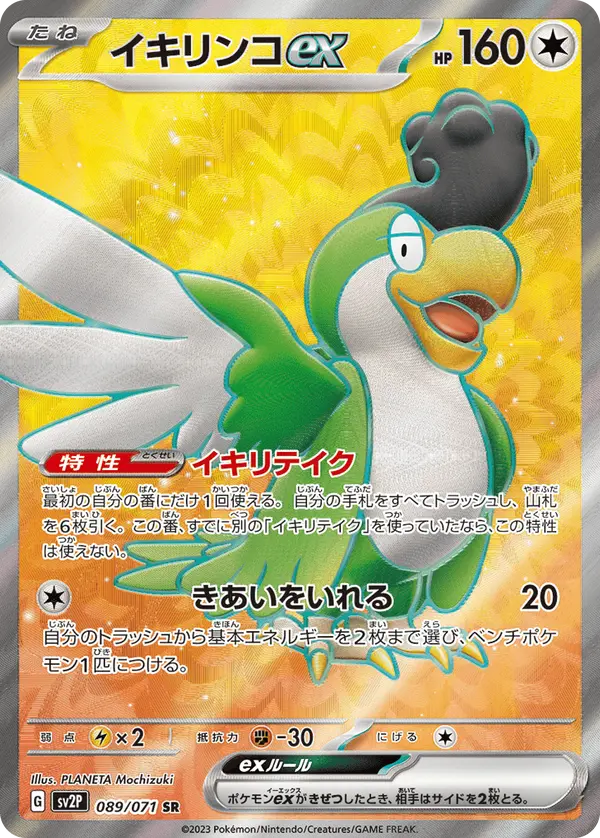 たね
イキリンコex
HP 160
特性 とくせい
イキリテイク
最初の自分の番にだけ1回使える。自分の手札をすべてトラッシュし、山札
を6枚引く。この番、すでに別の「イキリテイク」を使っていたなら、この特性
は使えない。
きあいをいれる 20
自分のトラッシュから基本エネルギーを2枚まで選び、ベンチポケ
モン1匹につける。
弱点 ×2 抵抗力 -30 にげる
Illus. PLANETA Mochizuki
exルール
ポケモンexがきぜつしたとき、相手はサイドを2枚とる。
G sv2P 089/071 SR
©2023 Pokémon/Nintendo/Creatures/GAME FREAK.